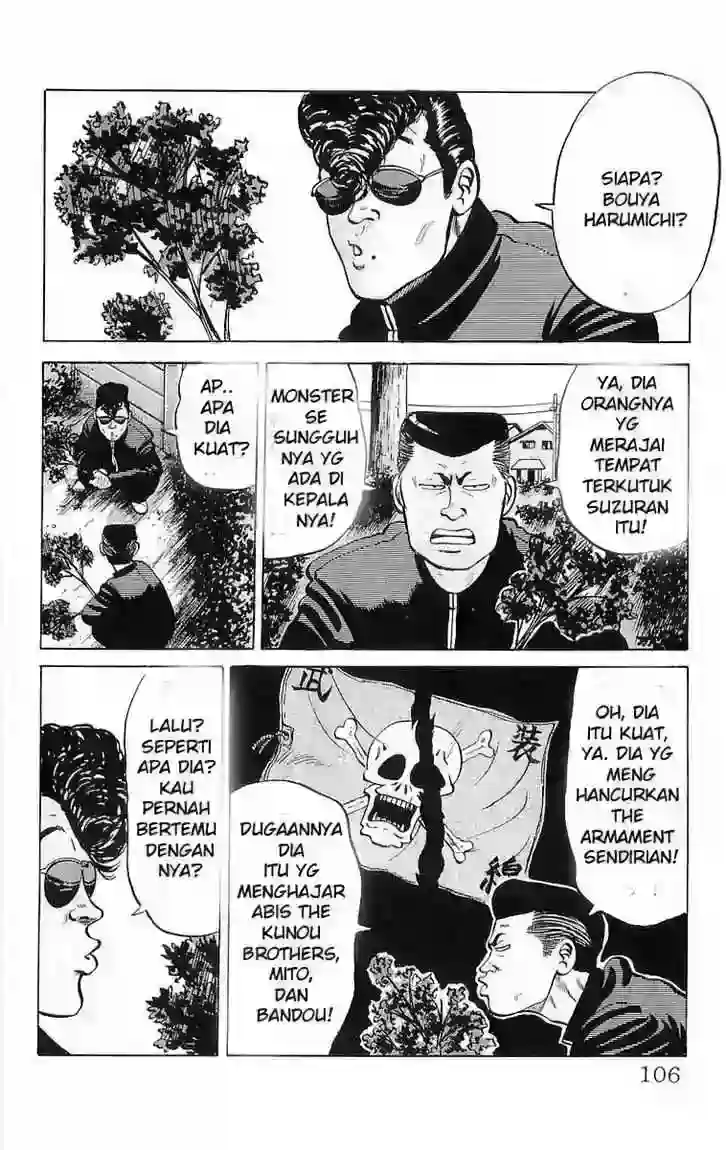 SIAPA?
BOUYA
HARUMICHI?
YA, DIA
ORANGNYA
YG
MERAJAI
TEMPAT
TERKUTUK
SUZURAN
ITU!
MONSTER
SE
SUNGGUH
NYA YG
ADA DI
KEPALA
NYA!
AP..
APA
DIA
KUAT?
OH, DIA
ITU KUAT,
YA. DIA YG
MENG
HANCURKAN
THE
ARMAMENT
SENDIRIAN!
武
装
DUGAANNYA
DIA
ITU YG
MENGHAJAR
ABIS THE
KUNOU
BROTHERS,
MITO,
DAN
BANDOU!
LALU?
SEPERTI
APA DIA?
KAU
PERNAH
BERTEMU
DENGAN
NYA?
106